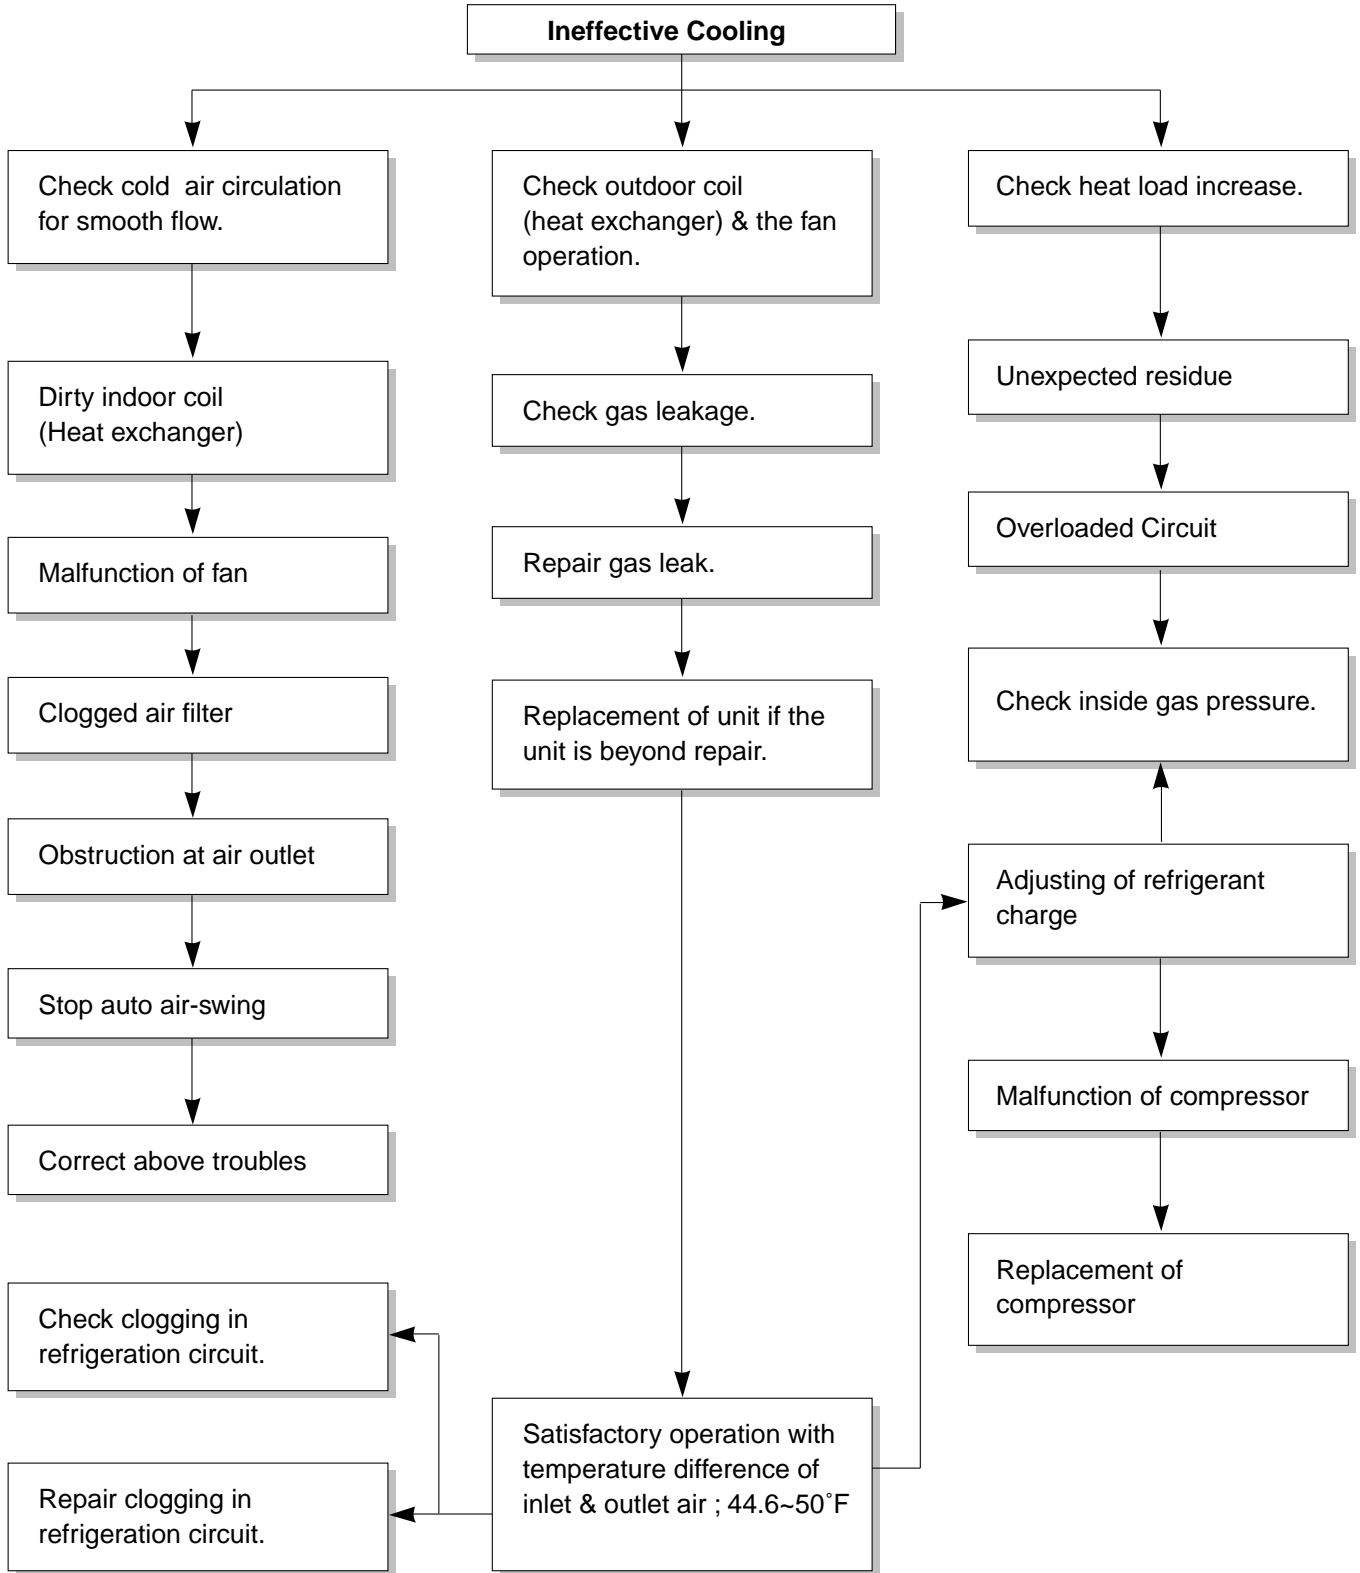 Ineffective Cooling
Check cold air circulation
for smooth flow.
Dirty indoor coil
(Heat exchanger)
Malfunction of fan
Clogged air filter
Obstruction at air outlet
Stop auto air-swing
Correct above troubles
Check clogging in
refrigeration circuit.
Repair clogging in
refrigeration circuit.
Check outdoor coil
(heat exchanger) & the fan
operation.
Check gas leakage.
Repair gas leak.
Replacement of unit if the
unit is beyond repair.
Satisfactory operation with
temperature difference of
inlet & outlet air ; 44.6~50˚F
Check heat load increase.
Unexpected residue
Overloaded Circuit
Check inside gas pressure.
Adjusting of refrigerant
charge
Malfunction of compressor
Replacement of
compressor